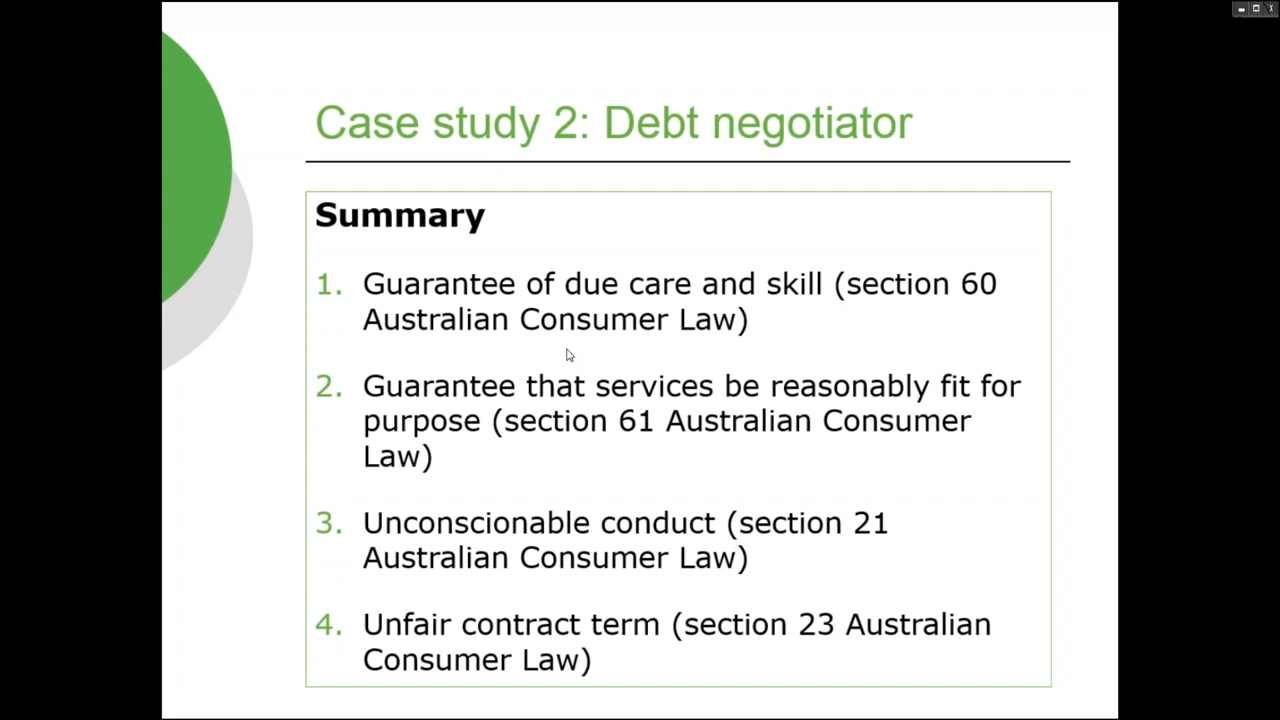 Case study 2: Debt negotiator
Summary
1. Guarantee of due care and skill (section 60
Australian Consumer Law)
2. Guarantee that services be reasonably fit for
purpose (section 61 Australian Consumer
Law)
3. Unconscionable conduct (section 21
Australian Consumer Law)
4. Unfair contract term (section 23 Australian
Consumer Law)